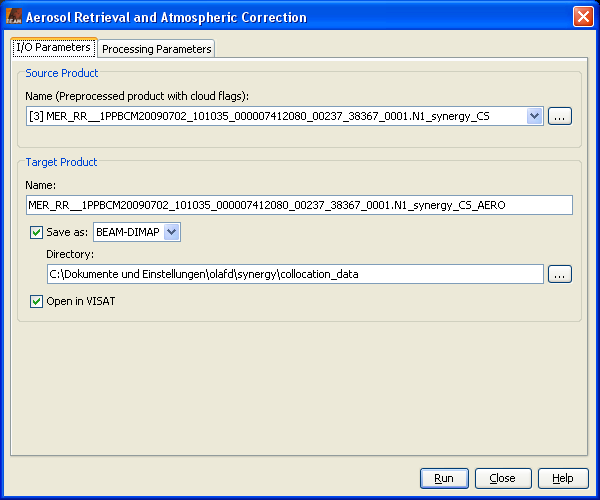 Aerosol Retrieval and Atmospheric Correction
I/O Parameters
Processing Parameters
Source Product
Name (Preprocessed product with cloud flags):
[3] MER_RR__1PPBCM20090702_101035_000007412080_00237_38367_0001.N1_synergy_CS
...
Target Product
Name:
MER_RR__1PPBCM20090702_101035_000007412080_00237_38367_0001.N1_synergy_CS_AERO
Save as: BEAM-DIMAP
Directory:
C:\Dokumente und Einstellungen\olafd\synergy\collocation_data
...
Open in VISAT
Run Close Help